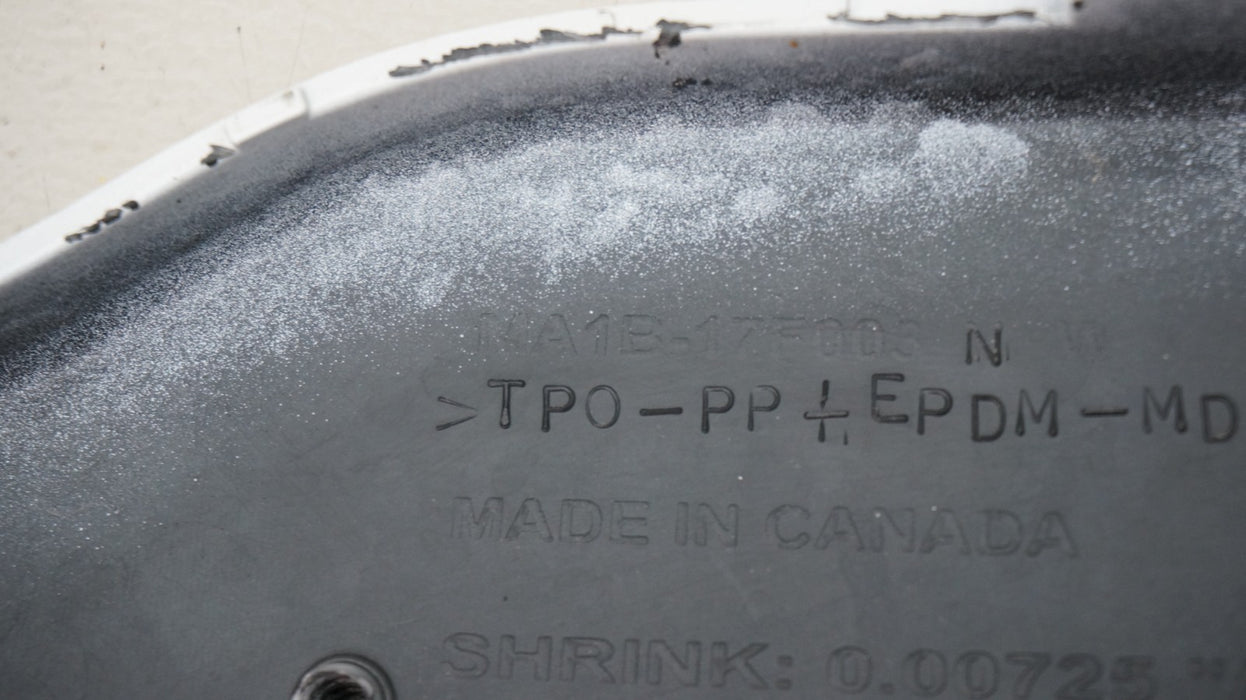 N
>TPO-PP+EPDM-MD
MADE IN CANADA
SHRINK: 0.00725